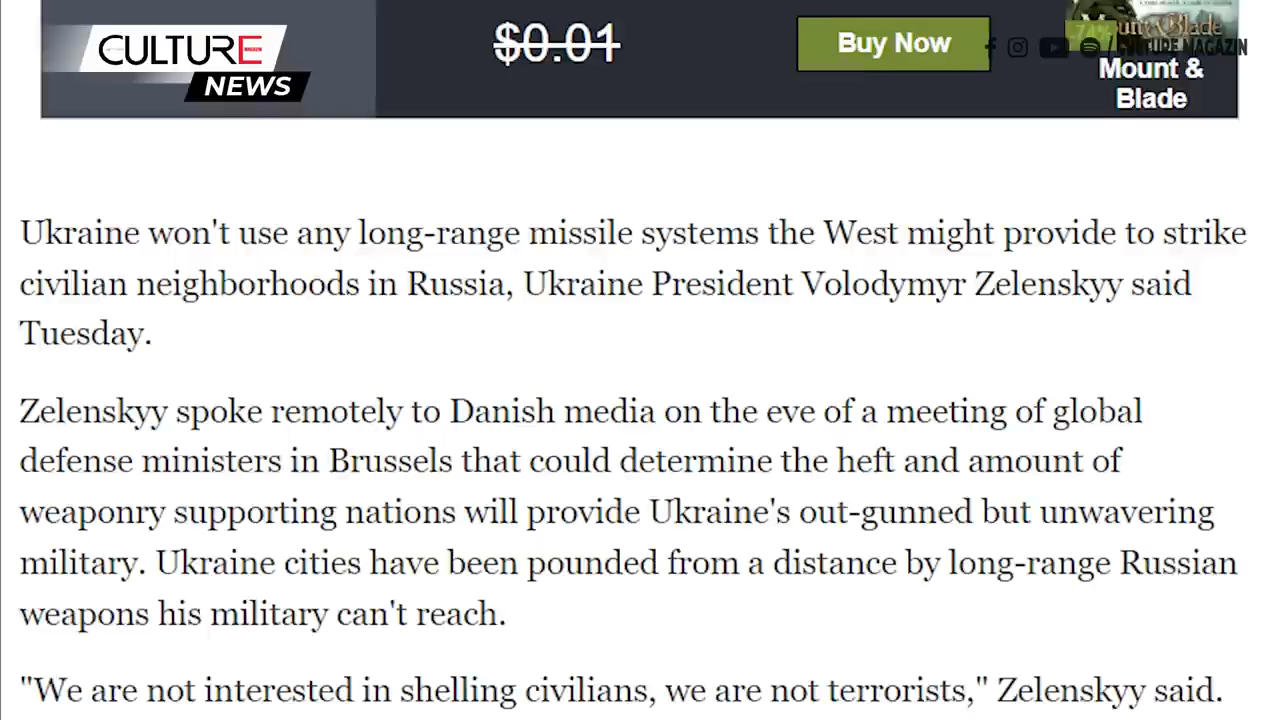 CULTURE
NEWS
$0.01
Buy Now
Mount & Blade
/CULTURE MAGAZIN
Mount &
Blade
Ukraine won't use any long-range missile systems the West might provide to strike
civilian neighborhoods in Russia, Ukraine President Volodymyr Zelenskyy said
Tuesday.
Zelenskyy spoke remotely to Danish media on the eve of a meeting of global
defense ministers in Brussels that could determine the heft and amount of
weaponry supporting nations will provide Ukraine's out-gunned but unwavering
military. Ukraine cities have been pounded from a distance by long-range Russian
weapons his military can't reach.
"We are not interested in shelling civilians, we are not terrorists," Zelenskyy said.